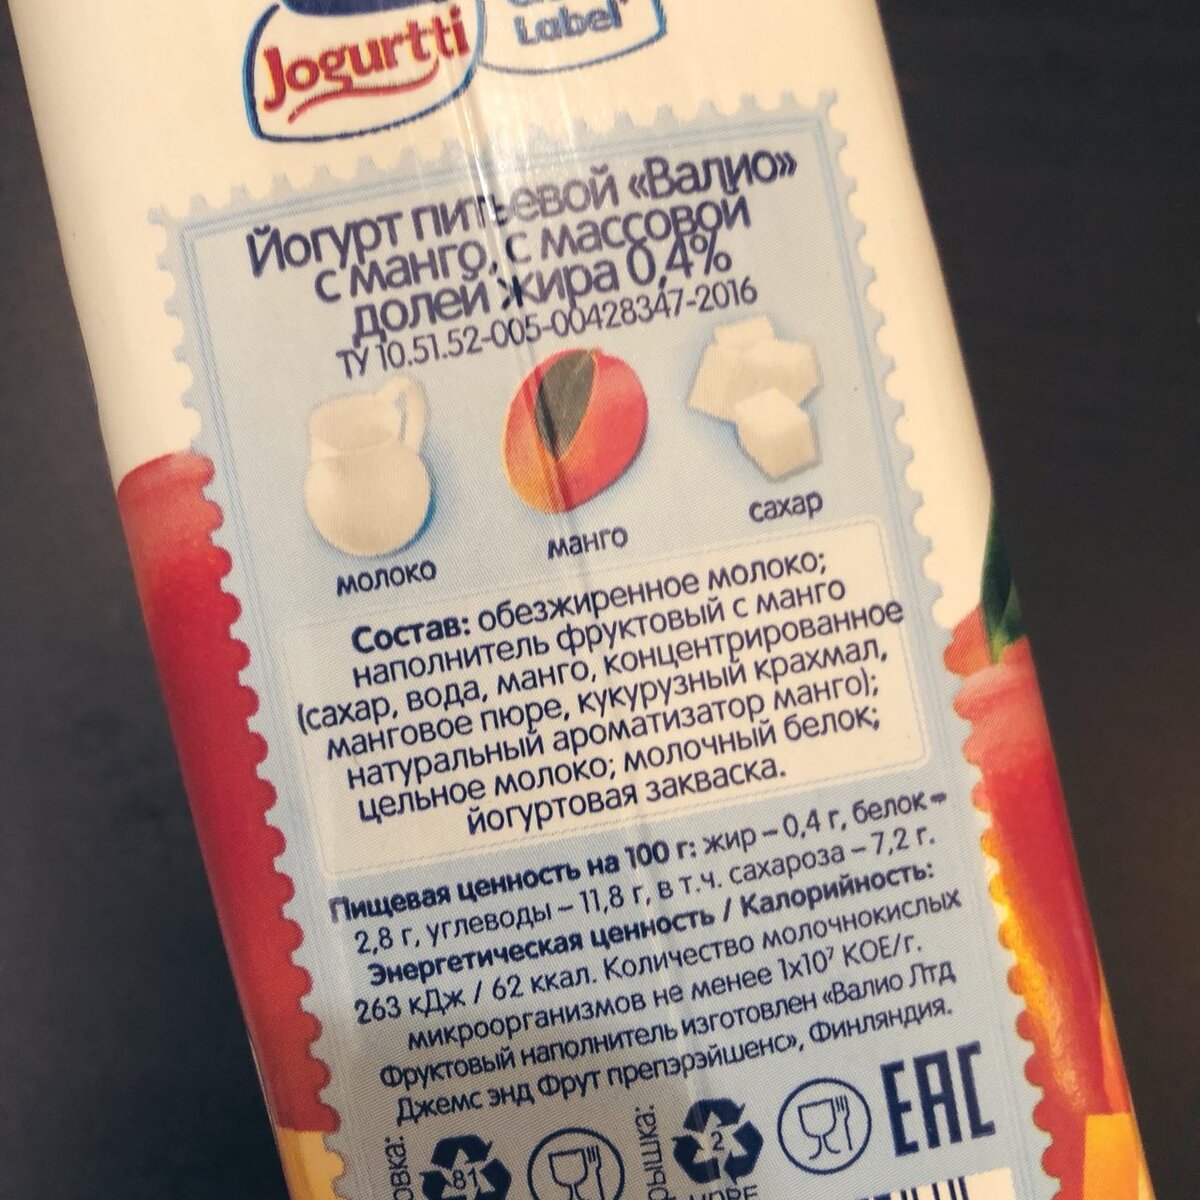 Jogurtti
Label
Йогурт питьевой «Валио»
с манго, с массовой
долей жира 0,4%
ТУ 10.51.52-005-00428347-2016
молоко
манго
сахар
Состав: обезжиренное молоко;
наполнитель фруктовый с манго
(сахар, вода, манго, концентрированное
манговое пюре, кукурузный крахмал,
натуральный ароматизатор манго);
цельное молоко; молочный белок;
йогуртовая закваска.
Пищевая ценность на 100 г: жир – 0,4 г, белок –
2,8 г, углеводы – 11,8 г, в т.ч. сахароза – 7,2 г.
Энергетическая ценность / Калорийность:
263 кДж / 62 ккал. Количество молочнокислых
микроорганизмов не менее 1х10⁷ КОЕ/г.
Фруктовый наполнитель изготовлен «Валио Лтд
Джемс энд Фрут препэрэйшенс», Финляндия.
81
2
EAC